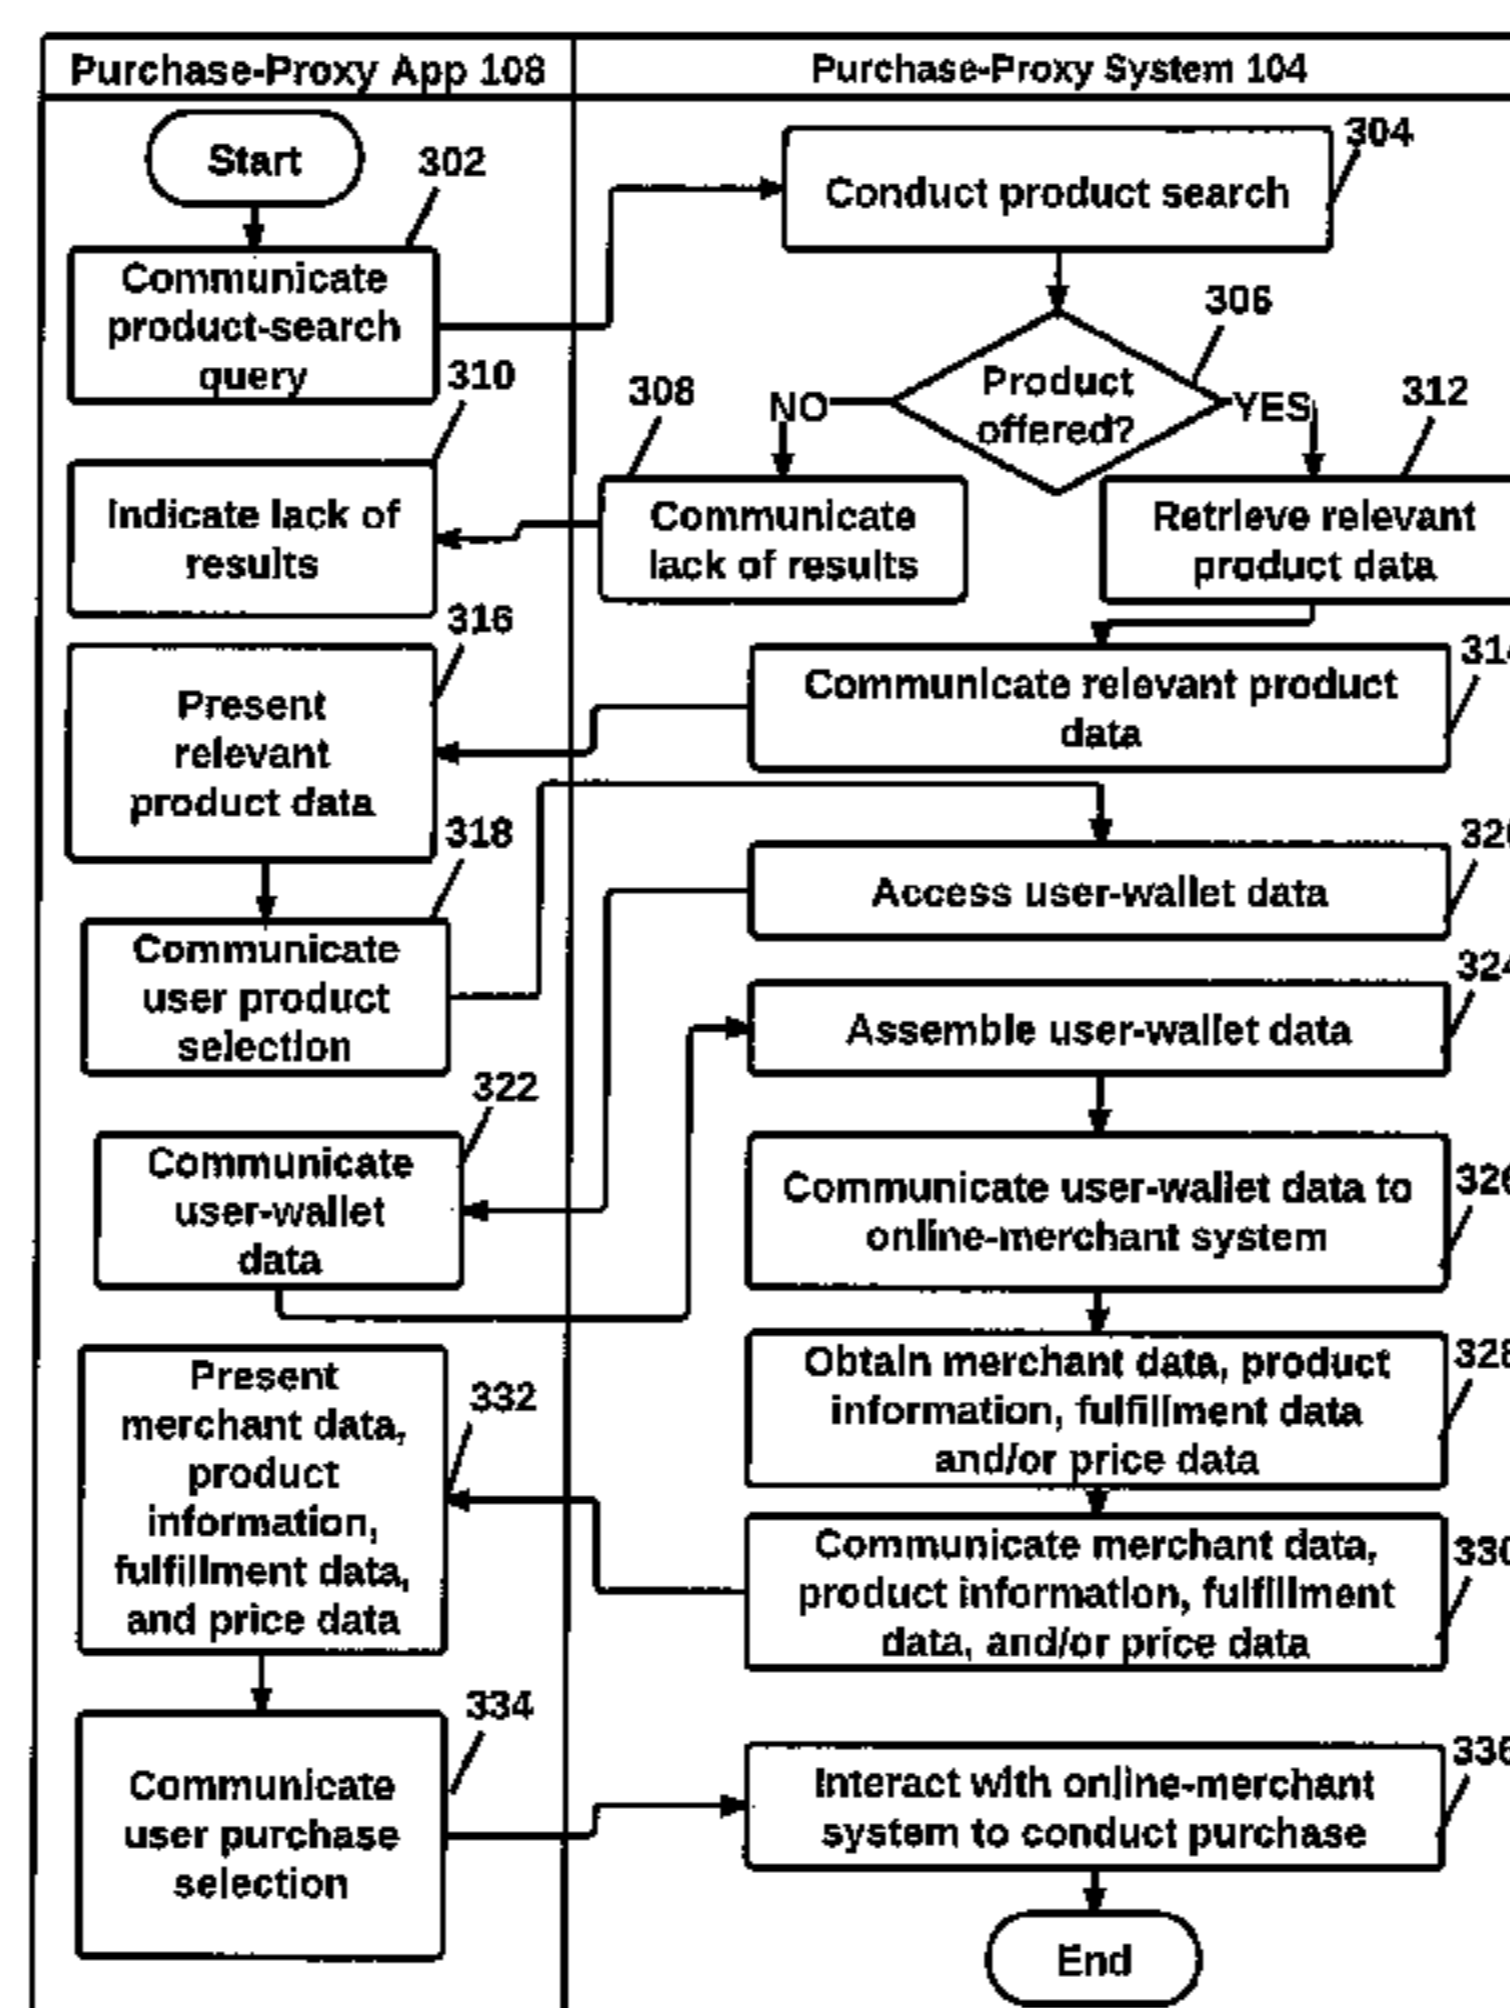 Purchase-Proxy App 108
Purchase-Proxy System 104
Start
302
Communicate
product-search
query
304
Conduct product search
306
Product
offered?
NO
YES
308
Communicate
lack of results
310
Indicate lack of
results
312
Retrieve relevant
product data
314
Communicate relevant product
data
316
Present
relevant
product data
318
Communicate
user product
selection
Access user-wallet data
322
Communicate
user-wallet
data
324
Assemble user-wallet data
Communicate user-wallet data to
online-merchant system
328
Obtain merchant data, product
information, fulfillment data
and/or price data
330
Communicate merchant data,
product information, fulfillment
data, and/or price data
332
Present
merchant data,
product
information,
fulfillment data,
and price data
334
Communicate
user purchase
selection
336
Interact with online-merchant
system to conduct purchase
End